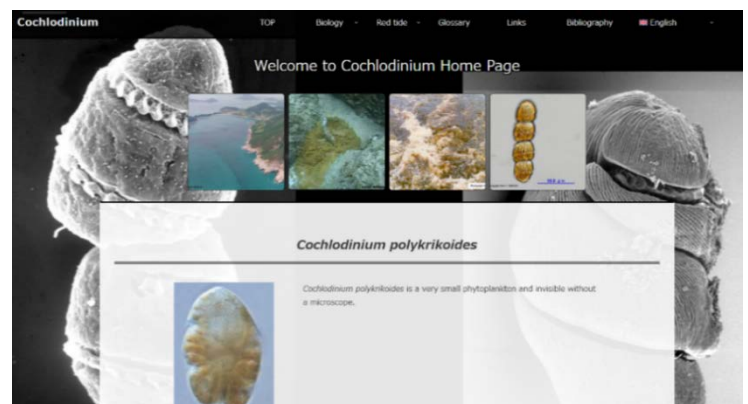 Cochlodinium
TOP
Biology
Red tide
Glossary
Links
Bibliography
English
Welcome to Cochlodinium Home Page
Cochlodinium polykrikoides
Cochlodinium polykrikoides is a very small phytoplankton and invisible without
a microscope.